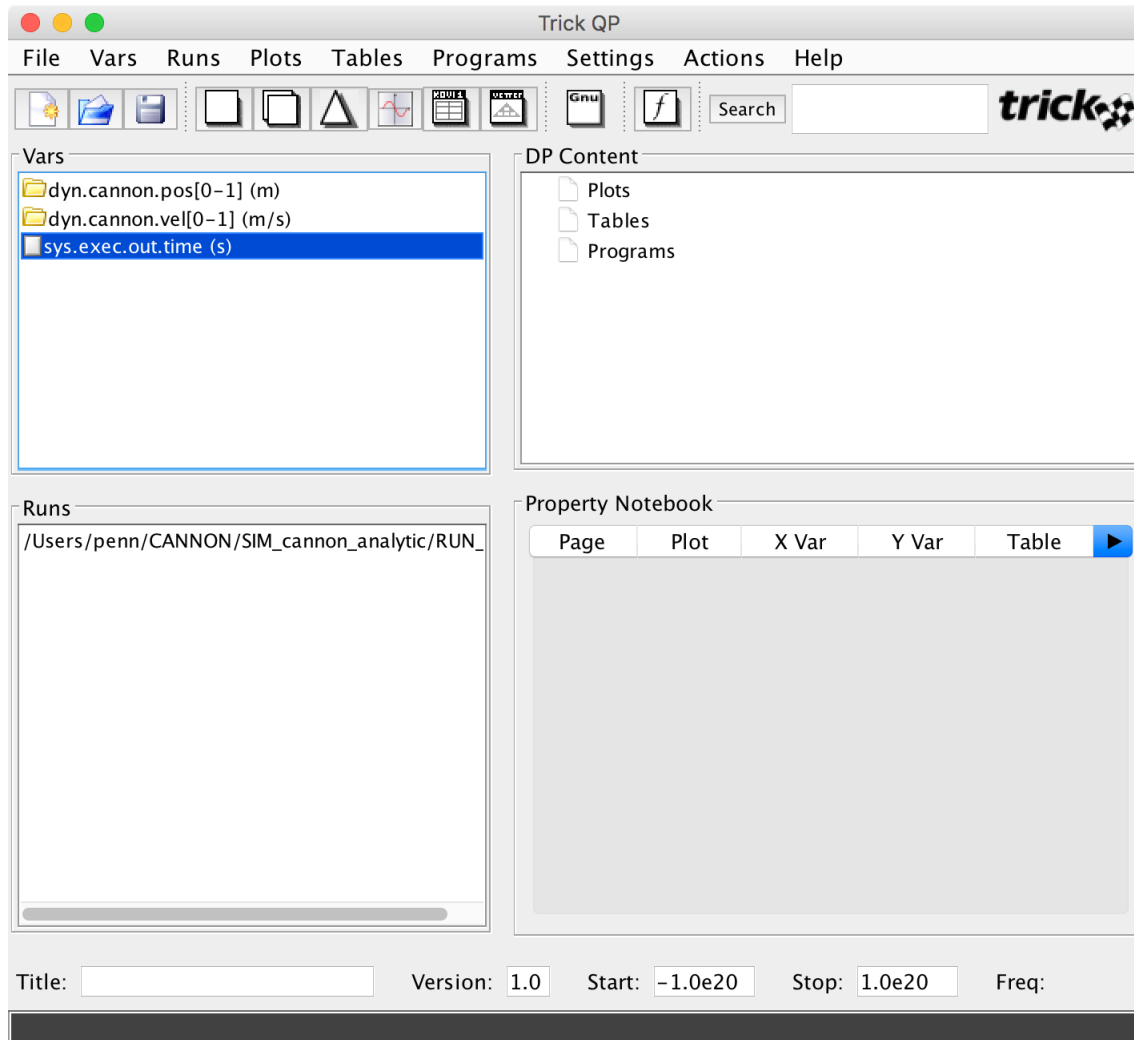 Trick QP
File Vars Runs Plots Tables Programs Settings Actions Help
Gnu f Search trick
Vars
dyn.cannon.pos[0-1] (m)
dyn.cannon.vel[0-1] (m/s)
sys.exec.out.time (s)
DP Content
Plots
Tables
Programs
Runs
/Users/penn/CANNON/SIM_cannon_analytic/RUN_
Property Notebook
Page Plot X Var Y Var Table
Title: Version: 1.0 Start: -1.0e20 Stop: 1.0e20 Freq: